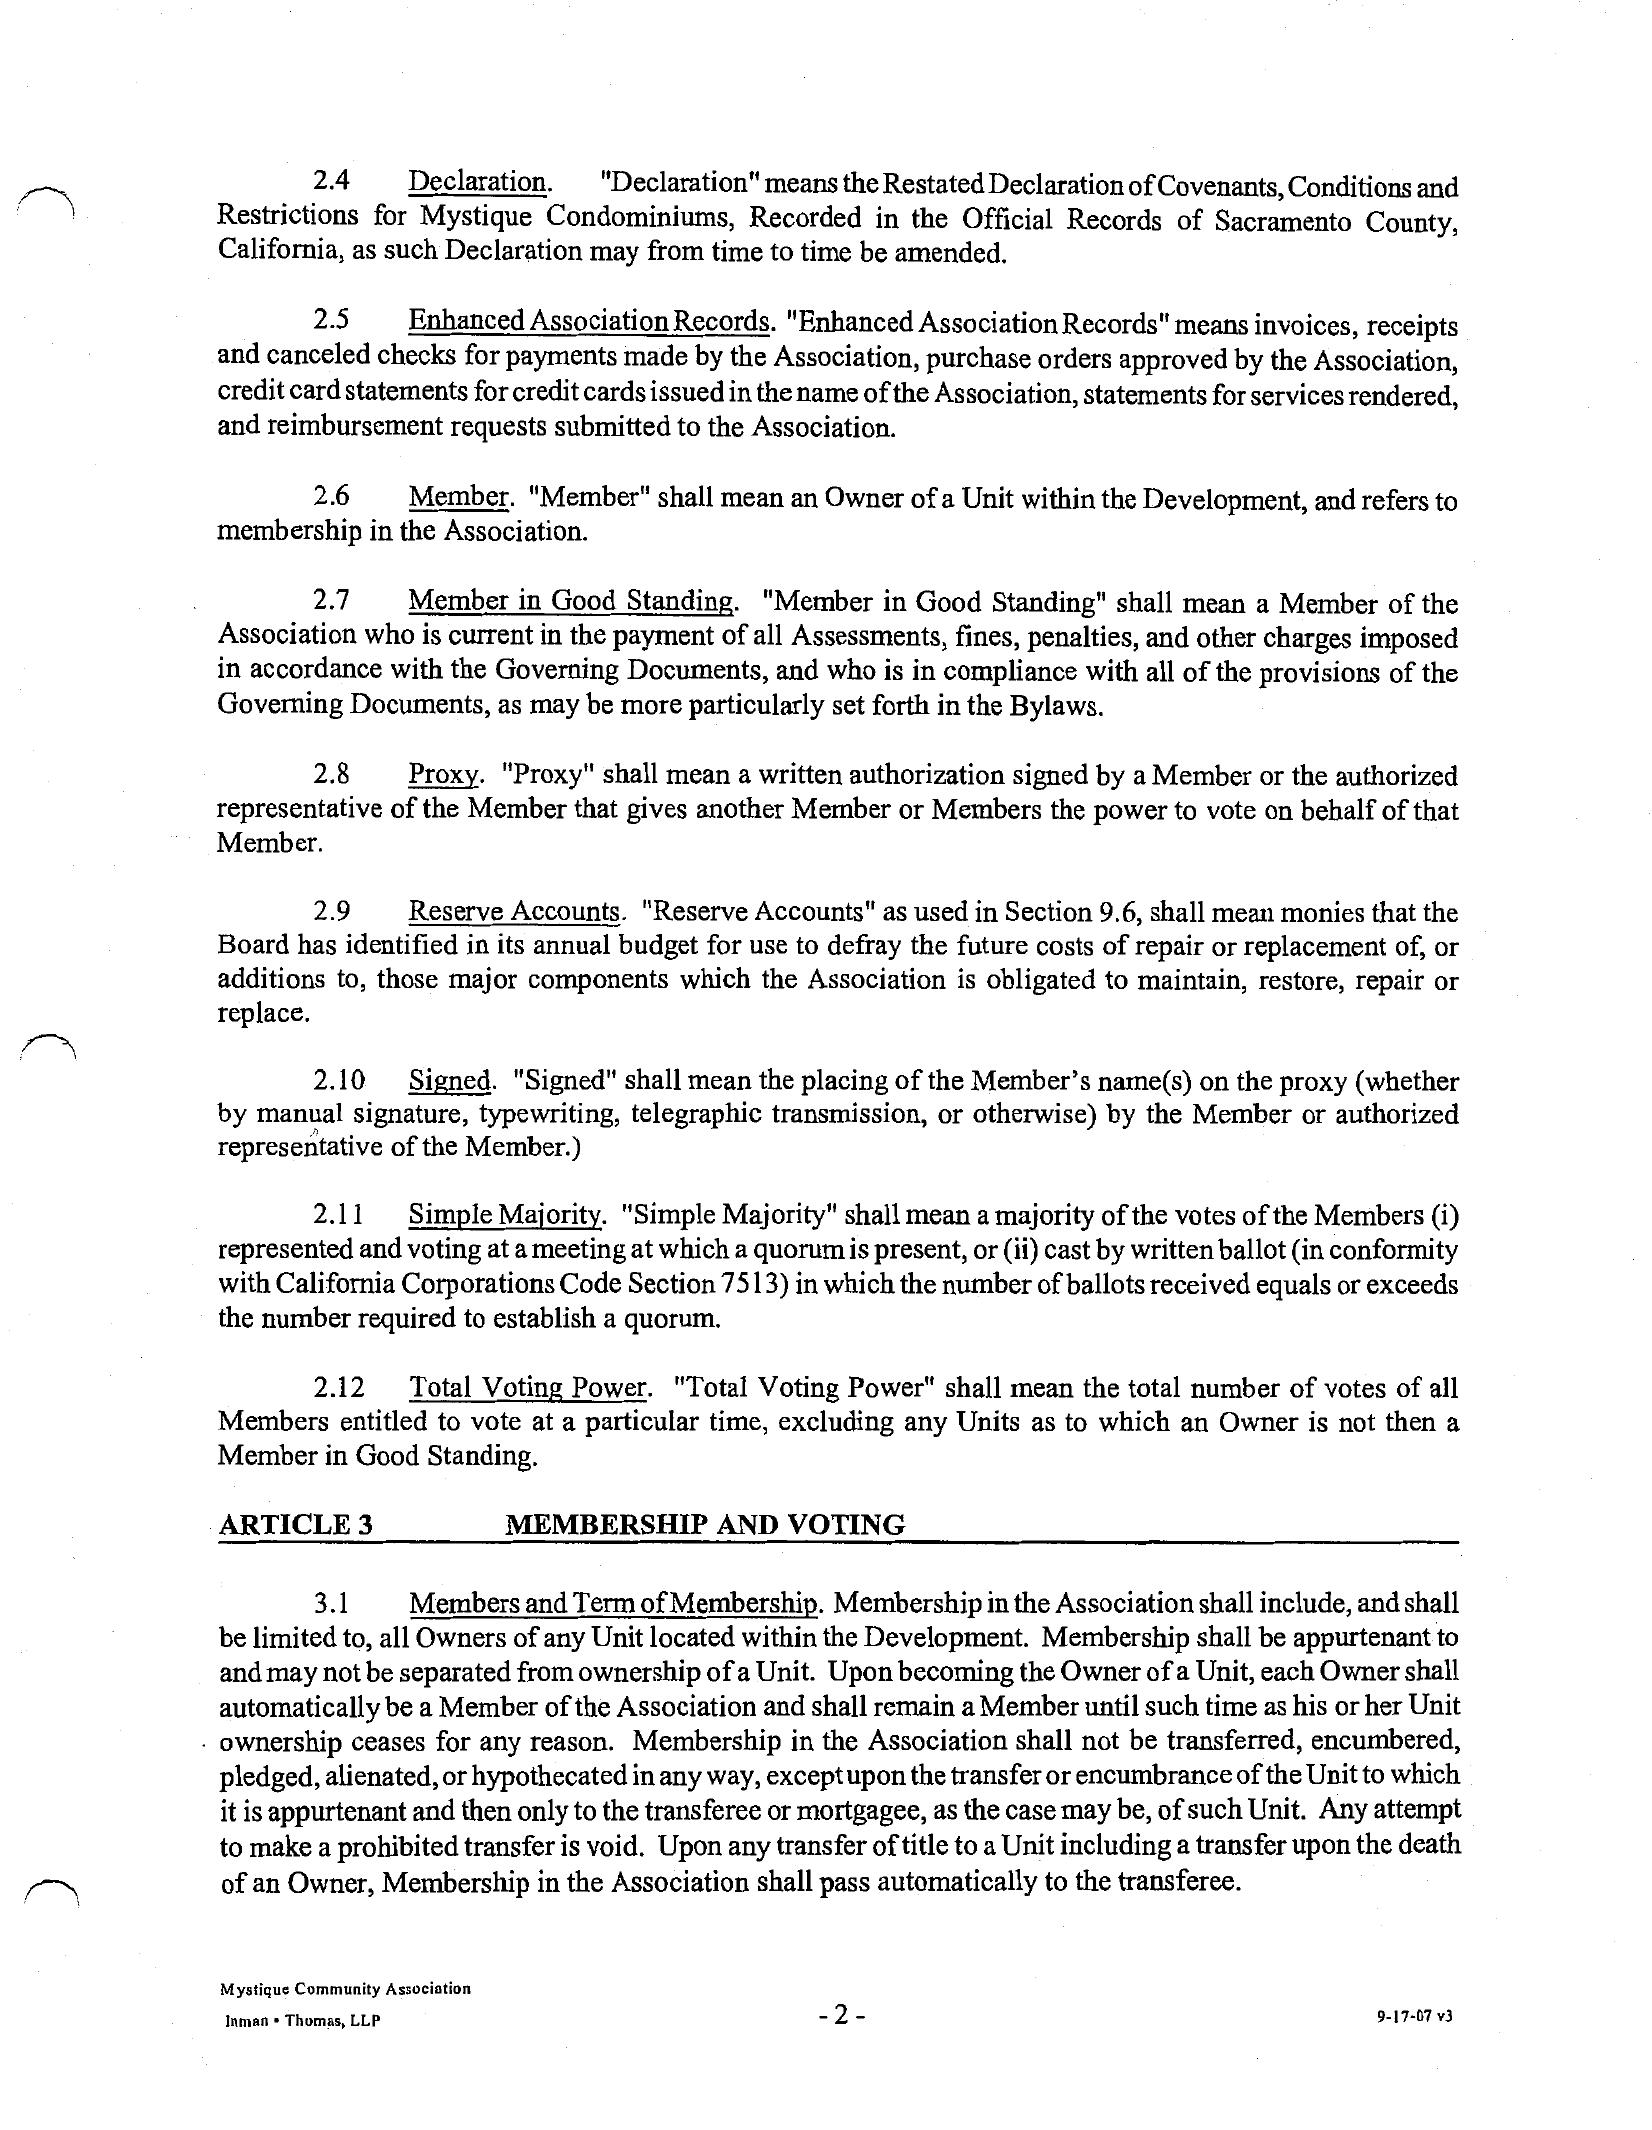 2.4 Declaration. "Declaration" means the Restated Declaration of Covenants, Conditions and
Restrictions for Mystique Condominiums, Recorded in the Official Records of Sacramento County,
California, as such Declaration may from time to time be amended.
2.5 Enhanced Association Records. "Enhanced Association Records" means invoices, receipts
and canceled checks for payments made by the Association, purchase orders approved by the Association,
credit card statements for credit cards issued in the name of the Association, statements for services rendered,
and reimbursement requests submitted to the Association.
2.6 Member. "Member" shall mean an Owner of a Unit within the Development, and refers to
membership in the Association.
2.7 Member in Good Standing. "Member in Good Standing" shall mean a Member of the
Association who is current in the payment of all Assessments, fines, penalties, and other charges imposed
in accordance with the Governing Documents, and who is in compliance with all of the provisions of the
Governing Documents, as may be more particularly set forth in the Bylaws.
2.8 Proxy. "Proxy" shall mean a written authorization signed by a Member or the authorized
representative of the Member that gives another Member or Members the power to vote on behalf of that
Member.
2.9 Reserve Accounts. "Reserve Accounts" as used in Section 9.6, shall mean monies that the
Board has identified in its annual budget for use to defray the future costs of repair or replacement of, or
additions to, those major components which the Association is obligated to maintain, restore, repair or
replace.
2.10 Signed. "Signed" shall mean the placing of the Member's name(s) on the proxy (whether
by manual signature, typewriting, telegraphic transmission, or otherwise) by the Member or authorized
representative of the Member.)
2.11 Simple Majority. "Simple Majority" shall mean a majority of the votes of the Members (i)
represented and voting at a meeting at which a quorum is present, or (ii) cast by written ballot (in conformity
with California Corporations Code Section 7513) in which the number of ballots received equals or exceeds
the number required to establish a quorum.
2.12 Total Voting Power. "Total Voting Power" shall mean the total number of votes of all
Members entitled to vote at a particular time, excluding any Units as to which an Owner is not then a
Member in Good Standing.
ARTICLE 3 MEMBERSHIP AND VOTING
3.1 Members and Term of Membership. Membership in the Association shall include, and shall
be limited to, all Owners of any Unit located within the Development. Membership shall be appurtenant to
and may not be separated from ownership of a Unit. Upon becoming the Owner of a Unit, each Owner shall
automatically be a Member of the Association and shall remain a Member until such time as his or her Unit
ownership ceases for any reason. Membership in the Association shall not be transferred, encumbered,
pledged, alienated, or hypothecated in any way, except upon the transfer or encumbrance of the Unit to which
it is appurtenant and then only to the transferee or mortgagee, as the case may be, of such Unit. Any attempt
to make a prohibited transfer is void. Upon any transfer of title to a Unit including a transfer upon the death
of an Owner, Membership in the Association shall pass automatically to the transferee.
Mystique Community Association
Inman • Thomas, LLP - 2 - 9-17-07 v3